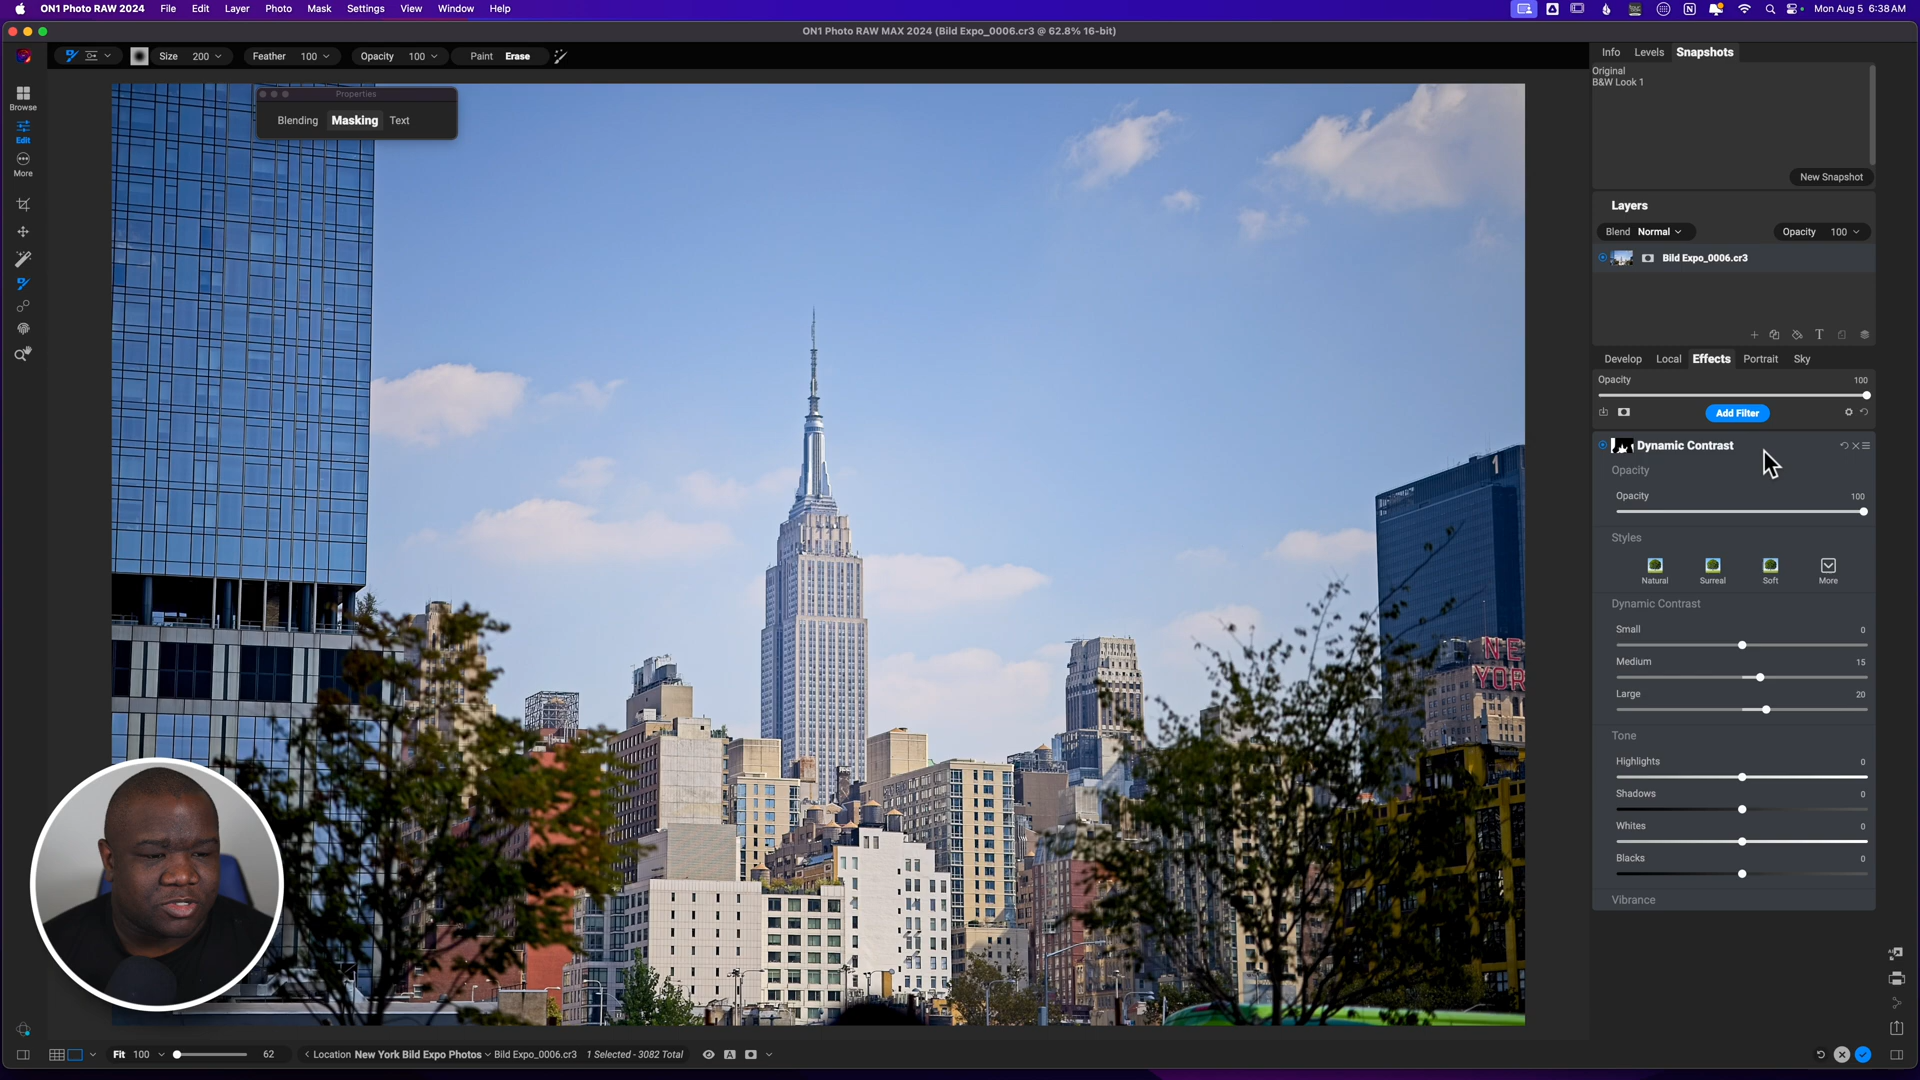 ON1 Photo RAW 2024 File Edit Layer Photo Mask Settings View Window Help Mon Aug 5 6:38 AM
ON1 Photo RAW MAX 2024 (Bild Expo_0006.cr3 @ 62.8% 16-bit)
Size 200 Feather 100 Opacity 100 Paint Erase
Info Levels Snapshots
Original
B&W Look 1
New Snapshot
Browse
Edit
More
Properties
Blending Masking Text
Layers
Blend Normal Opacity 100
Bild Expo_0006.cr3
T
Develop Local Effects Portrait Sky
Opacity 100
Add Filter
Dynamic Contrast
Opacity
Opacity 100
Styles
Natural Surreal Soft More
Dynamic Contrast
Small 0
Medium 15
Large 20
Tone
Highlights 0
Shadows 0
Whites 0
Blacks 0
Vibrance
1
NE
YOR
Fit 100 62 < Location New York Bild Expo Photos Bild Expo_0006.cr3 1 Selected - 3082 Total A